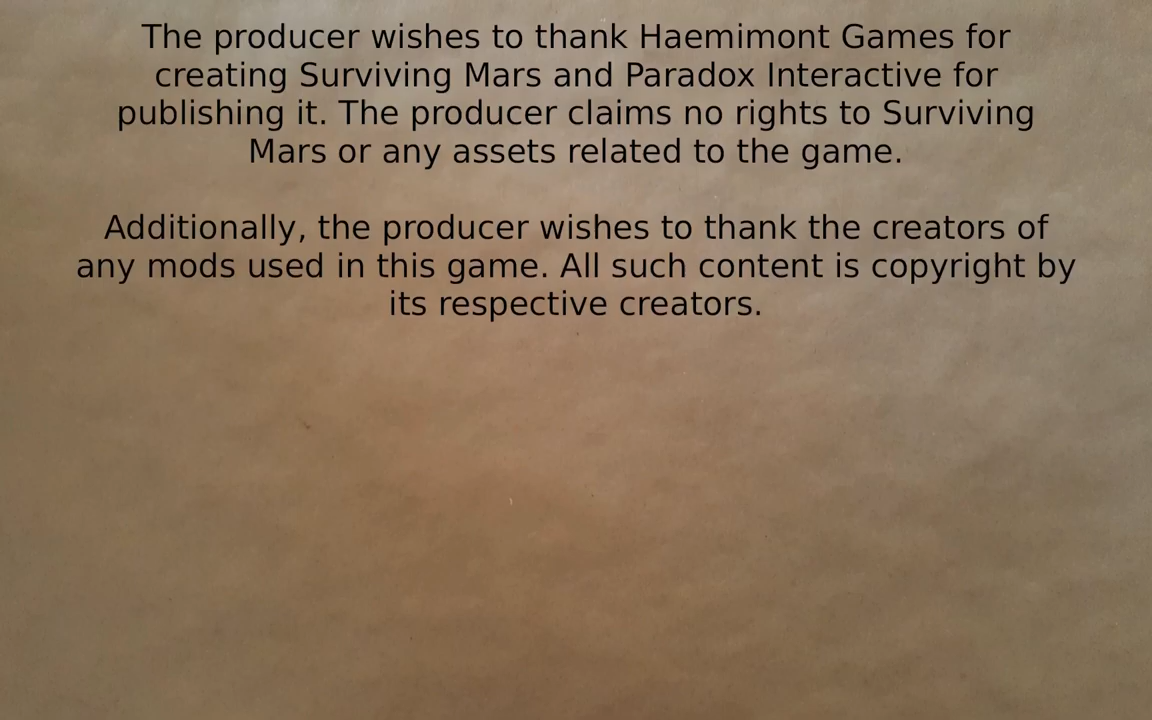 The producer wishes to thank Haemimont Games for
creating Surviving Mars and Paradox Interactive for
publishing it. The producer claims no rights to Surviving
Mars or any assets related to the game.
Additionally, the producer wishes to thank the creators of
any mods used in this game. All such content is copyright by
its respective creators.